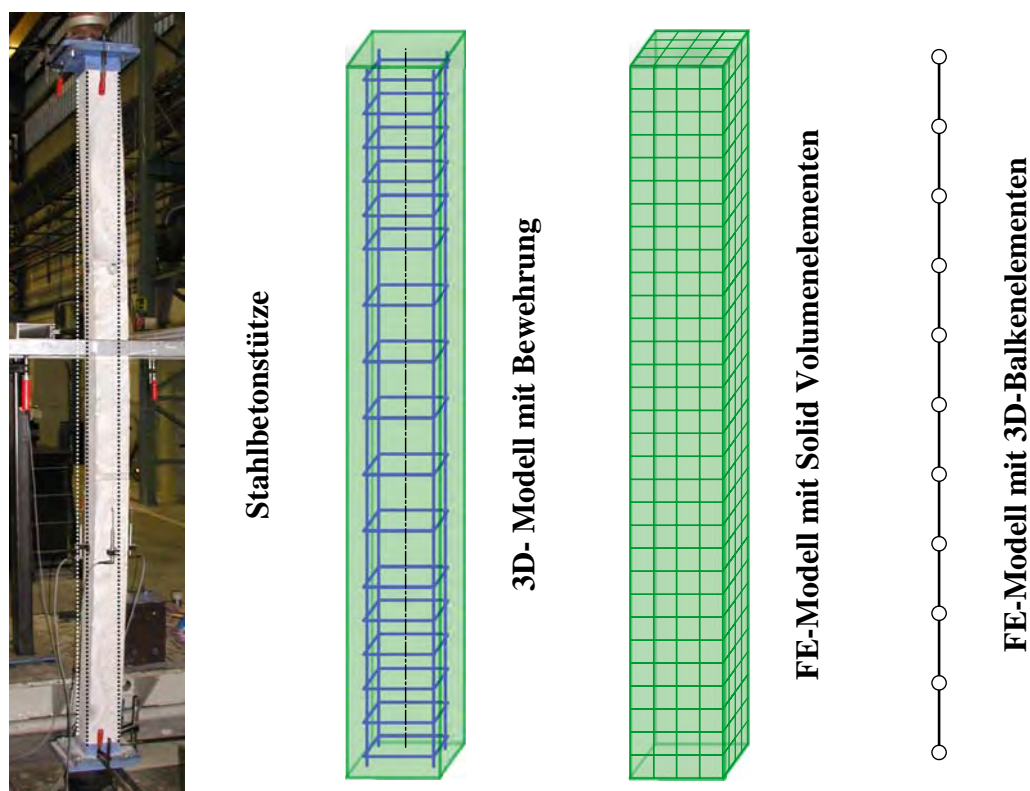 Stahlbetonstütze
3D- Modell mit Bewehrung
FE-Modell mit Solid Volumenelementen
FE-Modell mit 3D-Balkenelementen